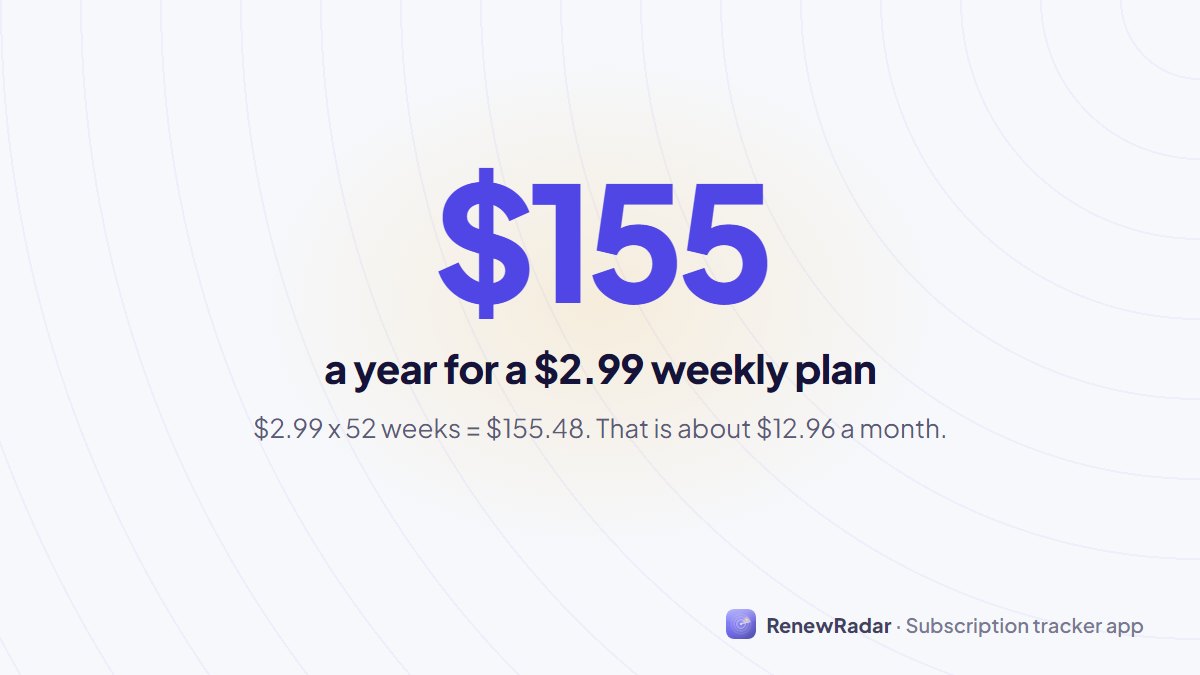 $155
a year for a $2.99 weekly plan
$2.99 x 52 weeks = $155.48. That is about $12.96 a month.
RenewRadar · Subscription tracker app